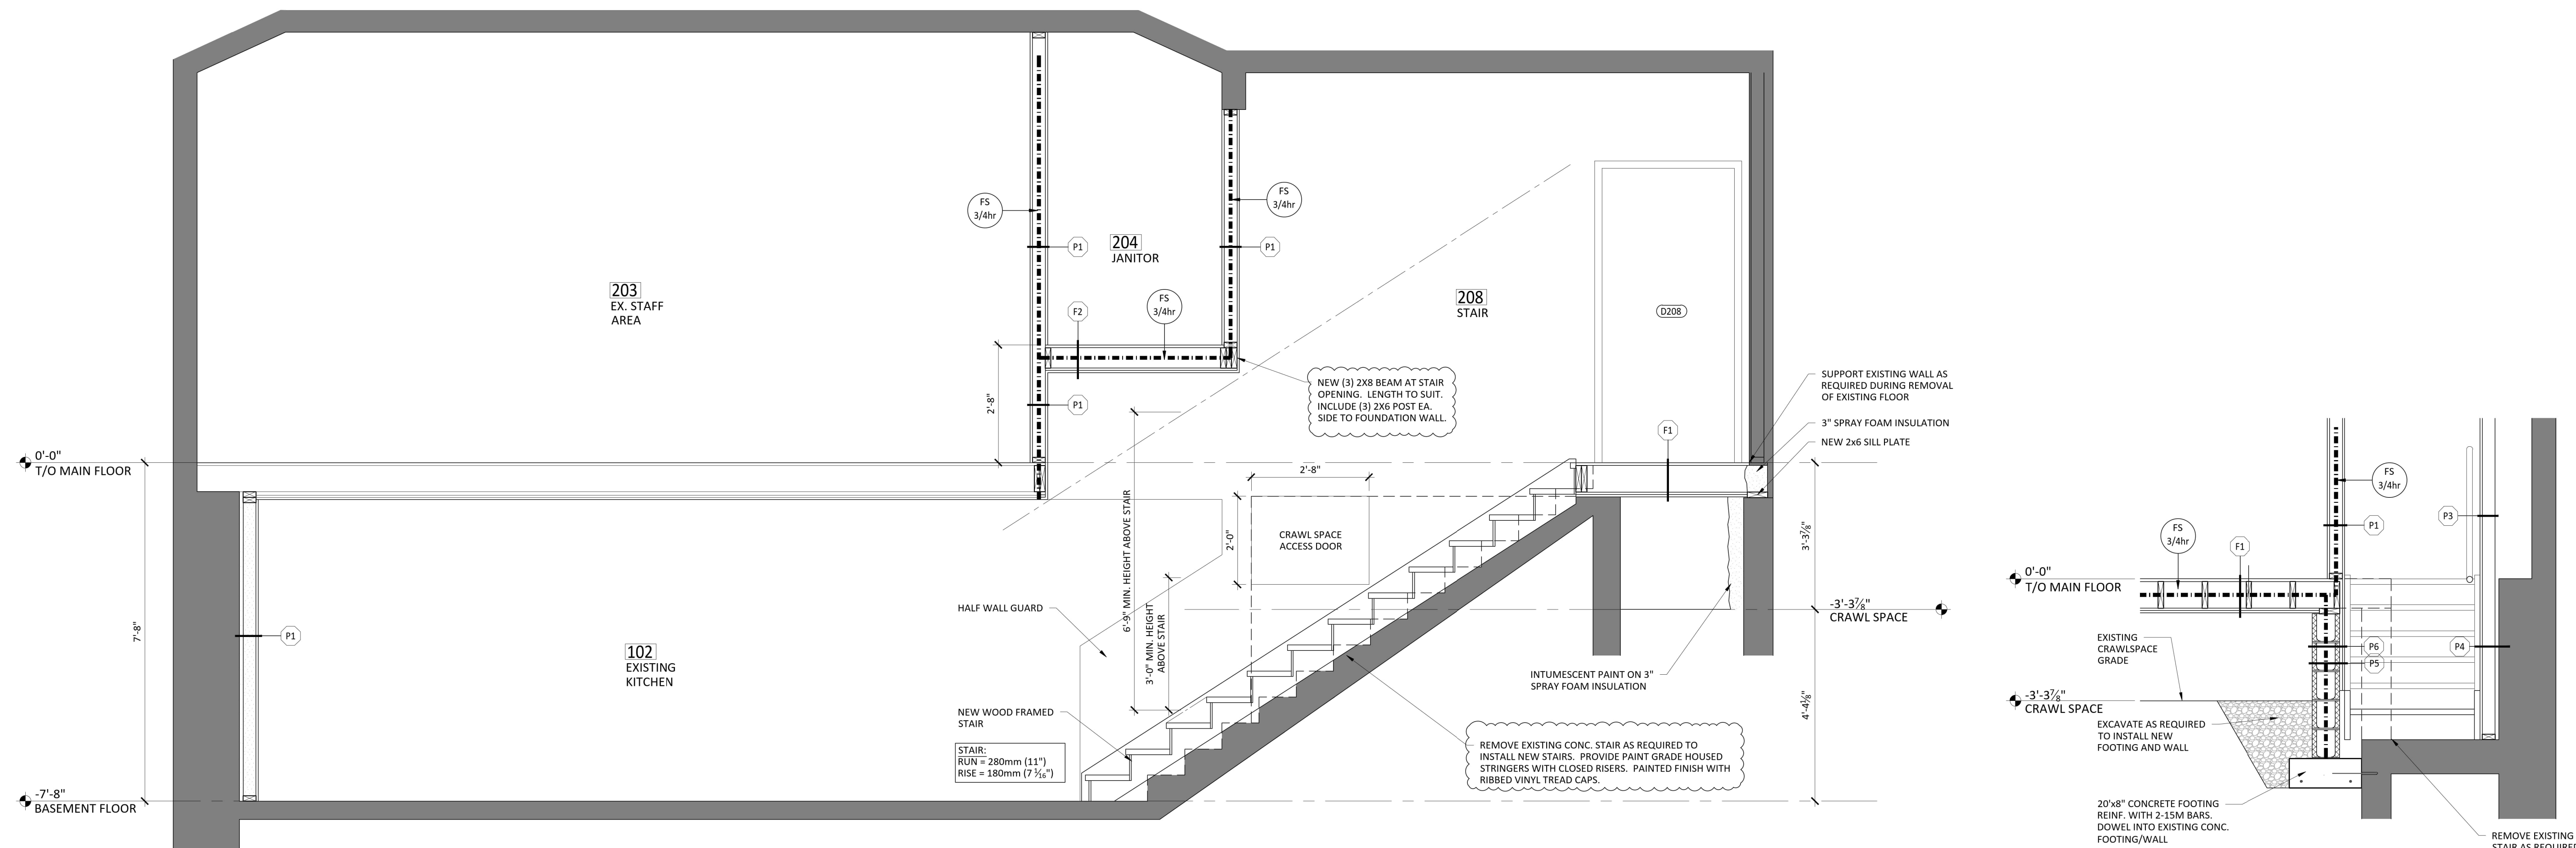 203
EX. STAFF
AREA
FS
3/4hr
P1
204
JANITOR
FS
3/4hr
P1
F2
FS
3/4hr
P1
208
STAIR
D208
2'-8"
NEW (3) 2X8 BEAM AT STAIR
OPENING. LENGTH TO SUIT.
INCLUDE (3) 2X6 POST EA.
SIDE TO FOUNDATION WALL.
SUPPORT EXISTING WALL AS
REQUIRED DURING REMOVAL
OF EXISTING FLOOR
3" SPRAY FOAM INSULATION
NEW 2x6 SILL PLATE
F1
0'-0"
T/O MAIN FLOOR
2'-8"
2'-0"
CRAWL SPACE
ACCESS DOOR
6'-9" MIN. HEIGHT ABOVE STAIR
3'-0" MIN. HEIGHT
ABOVE STAIR
HALF WALL GUARD
7'-8"
P1
102
EXISTING
KITCHEN
3'-3⅞"
-3'-3⅞"
CRAWL SPACE
4'-4⅛"
INTUMESCENT PAINT ON 3"
SPRAY FOAM INSULATION
NEW WOOD FRAMED
STAIR
STAIR:
RUN = 280mm (11")
RISE = 180mm (7 1⁄16")
REMOVE EXISTING CONC. STAIR AS REQUIRED TO
INSTALL NEW STAIRS. PROVIDE PAINT GRADE HOUSED
STRINGERS WITH CLOSED RISERS. PAINTED FINISH WITH
RIBBED VINYL TREAD CAPS.
-7'-8"
BASEMENT FLOOR
FS
3/4hr
P1
P3
FS
3/4hr
F1
0'-0"
T/O MAIN FLOOR
EXISTING
CRAWLSPACE
GRADE
P6
P5
P4
-3'-3⅞"
CRAWL SPACE
EXCAVATE AS REQUIRED
TO INSTALL NEW
FOOTING AND WALL
20'x8" CONCRETE FOOTING
REINF. WITH 2-15M BARS.
DOWEL INTO EXISTING CONC.
FOOTING/WALL
REMOVE EXISTING
STAIR AS REQUIRED